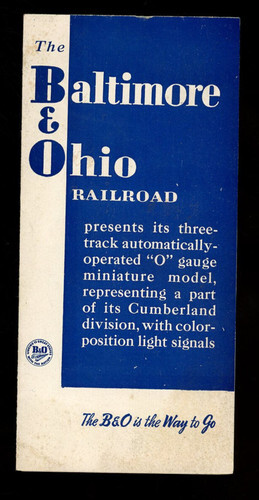 The
Baltimore
&
Ohio
RAILROAD
presents its three-
track automatically-
operated "O" gauge
miniature model,
representing a part
of its Cumberland
division, with color-
position light signals
B&O
The B&O is the Way to Go